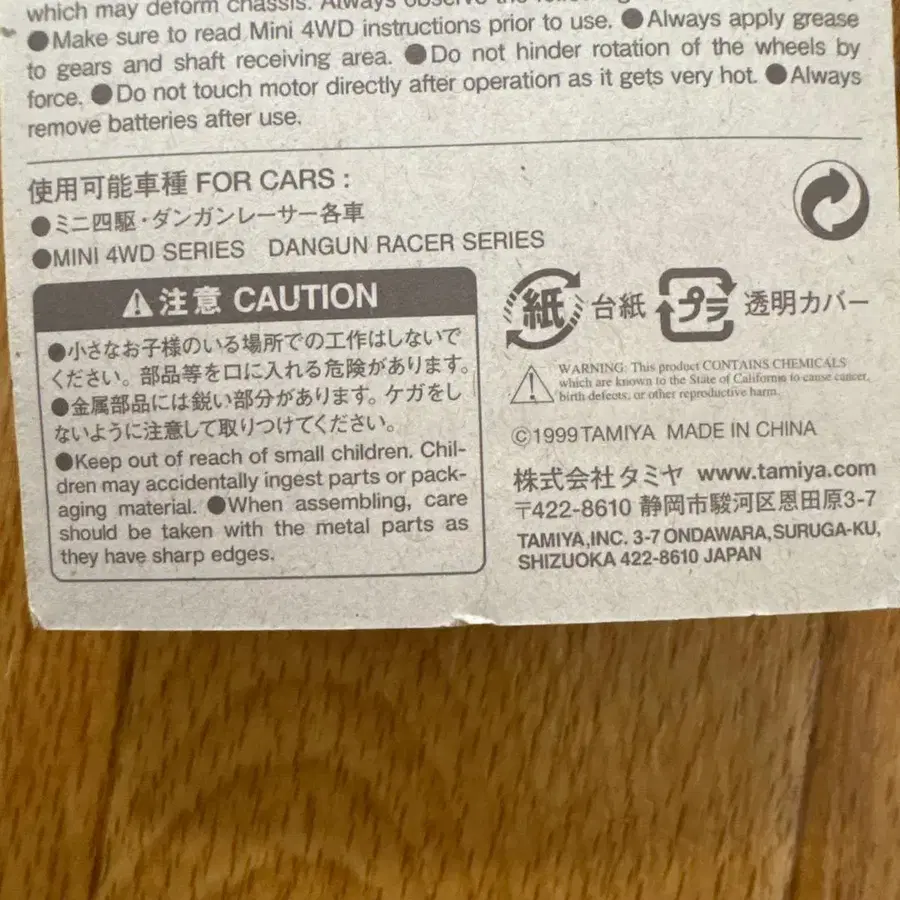 which may deform chassis. Always observe the following
●Make sure to read Mini 4WD instructions prior to use. ●Always apply grease
to gears and shaft receiving area. ●Do not hinder rotation of the wheels by
force. ●Do not touch motor directly after operation as it gets very hot. ●Always
remove batteries after use.
使用可能車種 FOR CARS :
●ミニ四駆・ダンガンレーサー各車
●MINI 4WD SERIES DANGUN RACER SERIES
注意 CAUTION
●小さなお子様のいる場所での工作はしないで
ください。部品等を口に入れる危険があります。
●金属部品には鋭い部分があります。ケガをし
ないように注意して取りつけてください。
●Keep out of reach of small children. Chil-
dren may accidentally ingest parts or pack-
aging material. ●When assembling, care
should be taken with the metal parts as
they have sharp edges.
紙 台紙 プラ 透明カバー
WARNING: This product CONTAINS CHEMICALS
which are known to the State of California to cause cancer,
birth defects, or other reproductive harm.
©1999 TAMIYA MADE IN CHINA
株式会社タミヤ www.tamiya.com
〒422-8610 静岡市駿河区恩田原3-7
TAMIYA,INC. 3-7 ONDAWARA,SURUGA-KU,
SHIZUOKA 422-8610 JAPAN